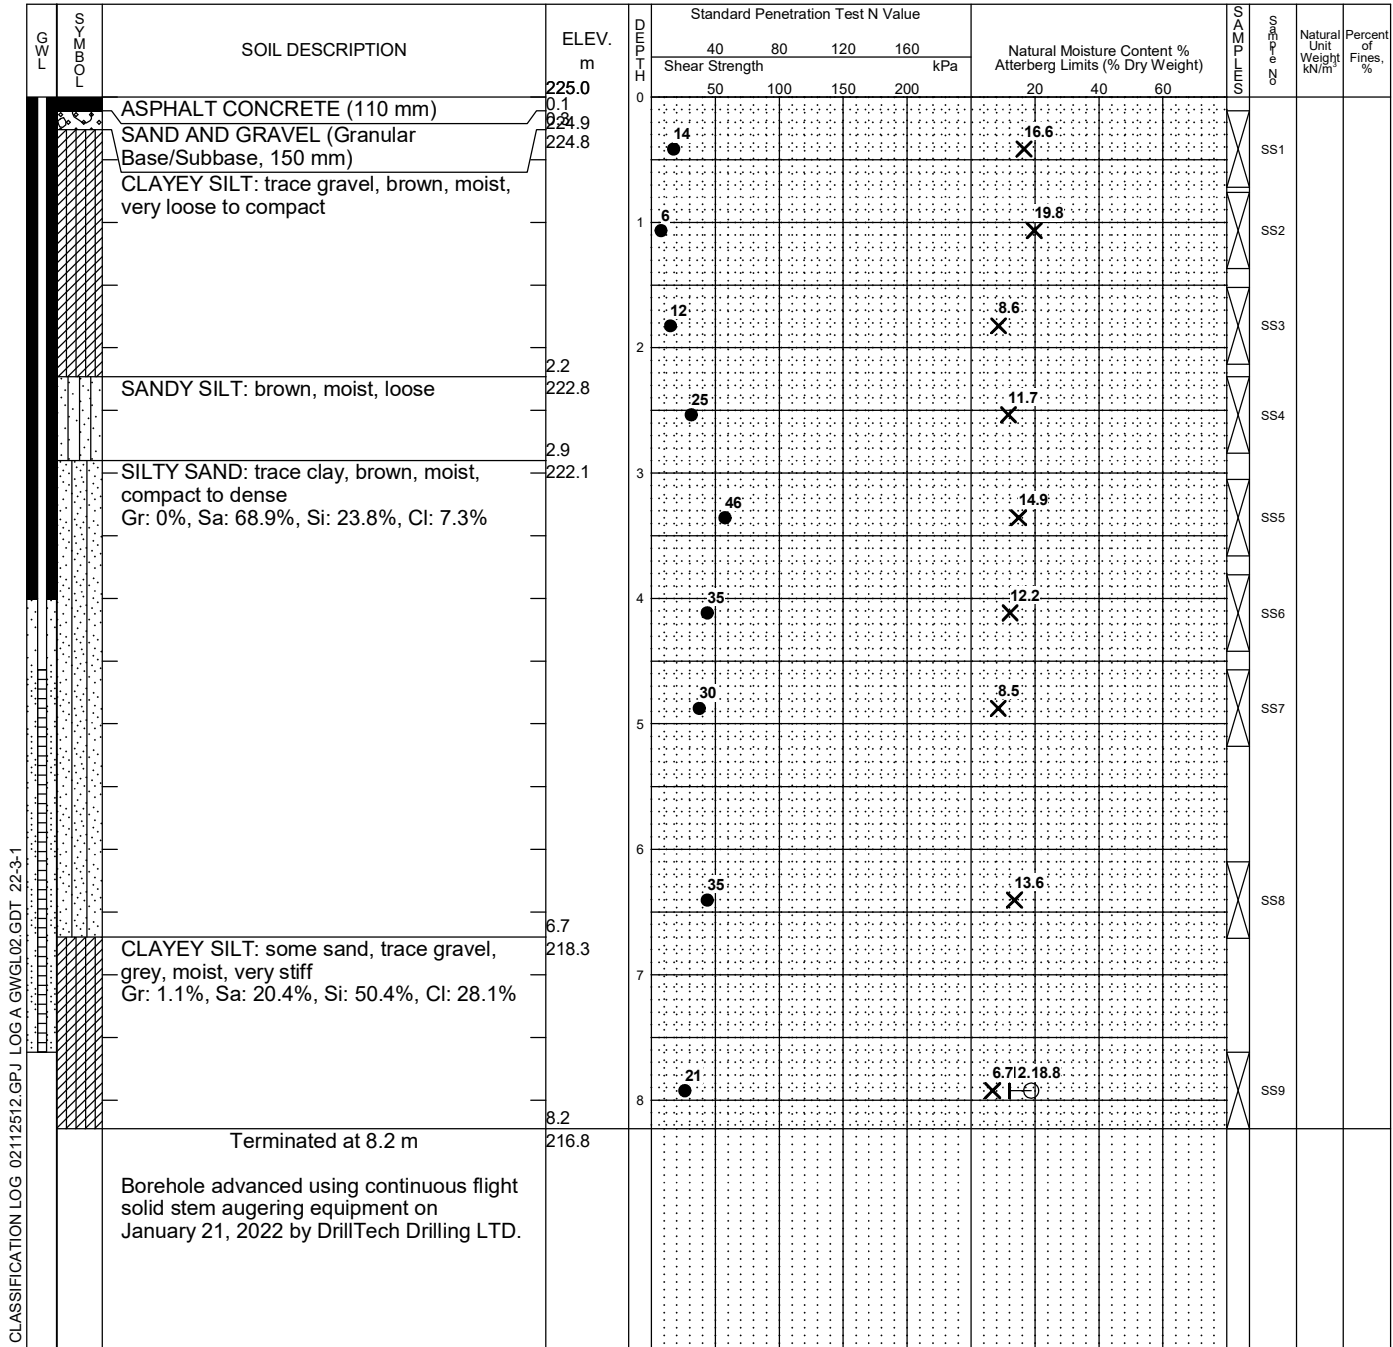 GWL
SYMBOL
SOIL DESCRIPTION
ELEV.
m
DEPTH
Standard Penetration Test N Value
40 80 120 160
Shear Strength kPa
50 100 150 200
Natural Moisture Content %
Atterberg Limits (% Dry Weight)
20 40 60
SAMPLES
Sample No
Natural
Unit
Weight
kN/m³
Percent
of
Fines,
%
225.0
0
ASPHALT CONCRETE (110 mm)
0.1
224.9
SAND AND GRAVEL (Granular
Base/Subbase, 150 mm)
224.8
14 16.6 SS1
CLAYEY SILT: trace gravel, brown, moist,
very loose to compact
1
6 19.8 SS2
12 8.6 SS3
2
2.2
SANDY SILT: brown, moist, loose
222.8
25 11.7 SS4
2.9
SILTY SAND: trace clay, brown, moist,
compact to dense
Gr: 0%, Sa: 68.9%, Si: 23.8%, Cl: 7.3%
222.1
3
46 14.9 SS5
4
35 12.2 SS6
30 8.5 SS7
5
6
35 13.6 SS8
6.7
CLAYEY SILT: some sand, trace gravel,
grey, moist, very stiff
Gr: 1.1%, Sa: 20.4%, Si: 50.4%, Cl: 28.1%
218.3
7
21 6.7 SS9
8
8.2
Terminated at 8.2 m
216.8
Borehole advanced using continuous flight
solid stem augering equipment on
January 21, 2022 by DrillTech Drilling LTD.
CLASSIFICATION LOG 02112512.GPJ LOG A GWGL02.GDT 22-3-1